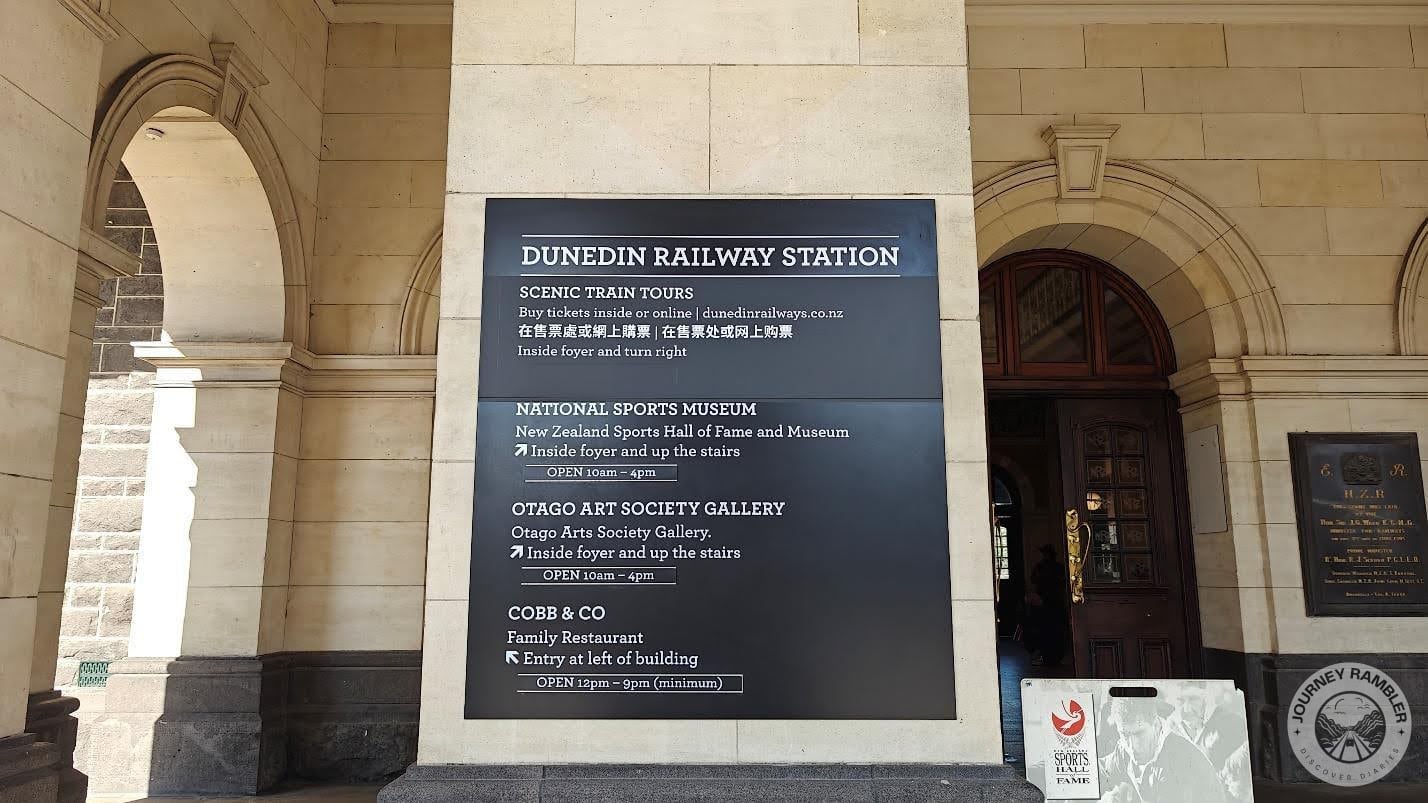 DUNEDIN RAILWAY STATION
SCENIC TRAIN TOURS
Buy tickets inside or online | dunedinrailways.co.nz
在售票處或網上購票 | 在售票处或网上购票
Inside foyer and turn right
NATIONAL SPORTS MUSEUM
New Zealand Sports Hall of Fame and Museum
Inside foyer and up the stairs
OPEN 10am – 4pm
OTAGO ART SOCIETY GALLERY
Otago Arts Society Gallery.
Inside foyer and up the stairs
OPEN 10am – 4pm
COBB & CO
Family Restaurant
Entry at left of building
OPEN 12pm – 9pm (minimum)
E R
N.Z.R
SPORTS
HALL
of
FAME
JOURNEY RAMBLER
DISCOVER DIARIES